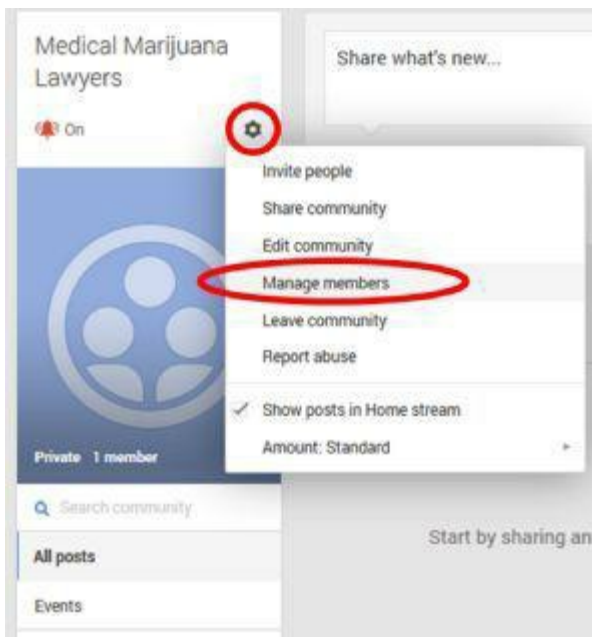 Medical Marijuana
Lawyers
Share what's new...
On
Invite people
Share community
Edit community
Manage members
Leave community
Report abuse
Show posts in Home stream
Amount: Standard
Private 1 member
Search community
Start by sharing an
All posts
Events